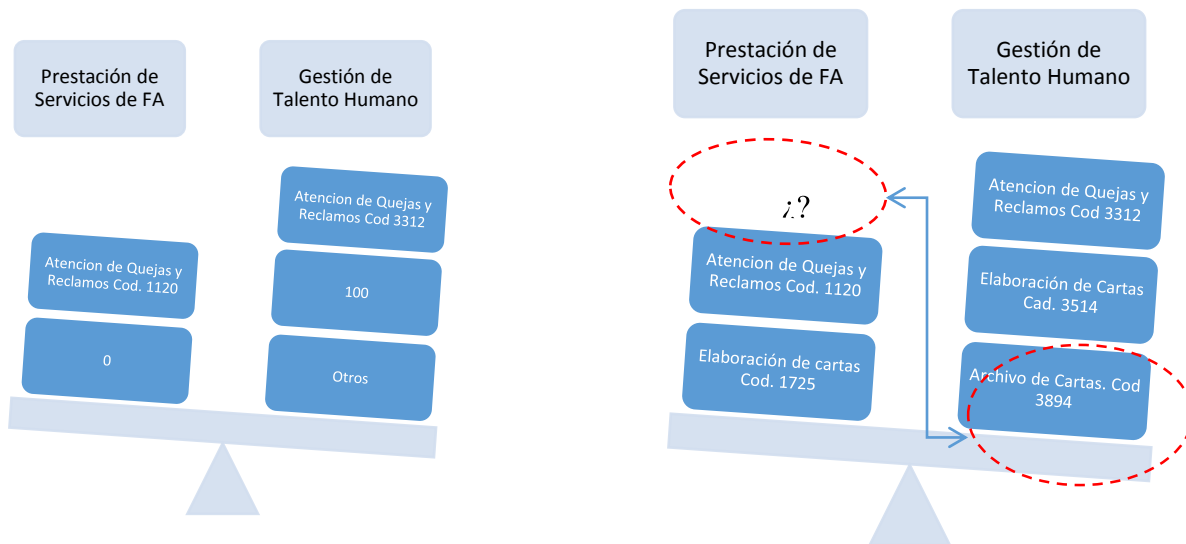 Prestación de
Servicios de FA
Gestión de
Talento Humano
Atencion de Quejas y
Reclamos Cod 3312
Atencion de Quejas y
Reclamos Cod. 1120
100
0
Otros
Prestación de
Servicios de FA
Gestión de
Talento Humano
¿?
Atencion de Quejas y
Reclamos Cod 3312
Atencion de Quejas y
Reclamos Cod. 1120
Elaboración de Cartas
Cad. 3514
Elaboración de cartas
Cod. 1725
Archivo de Cartas. Cod
3894